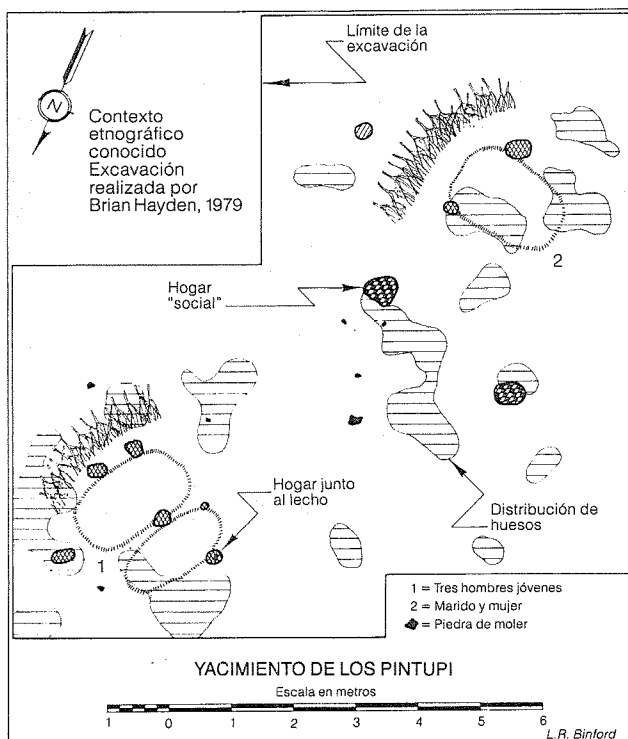 Límite de la
excavación
N
Contexto
etnográfico
conocido
Excavación
realizada por
Brian Hayden, 1979
2
Hogar
"social"
Hogar junto
al lecho
Distribución de
huesos
1
1 = Tres hombres jóvenes
2 = Marido y mujer
= Piedra de moler
YACIMIENTO DE LOS PINTUPI
Escala en metros
1 0 1 2 3 4 5 6
L.R. Binford